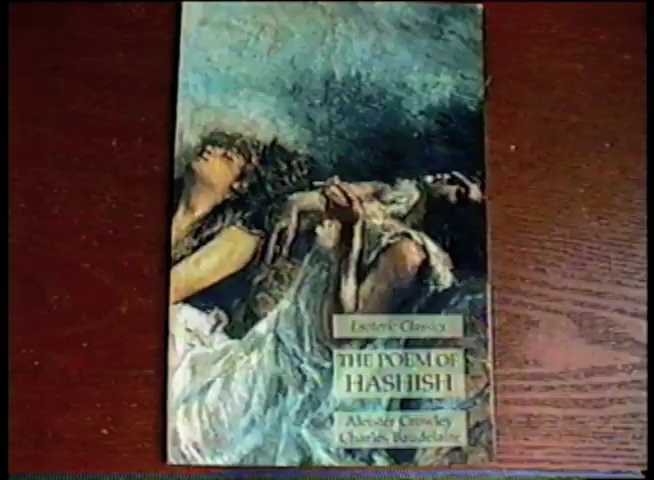 Esoteric Classics
THE POEM OF
HASHISH
Aleister Crowley
Charles Baudelaire